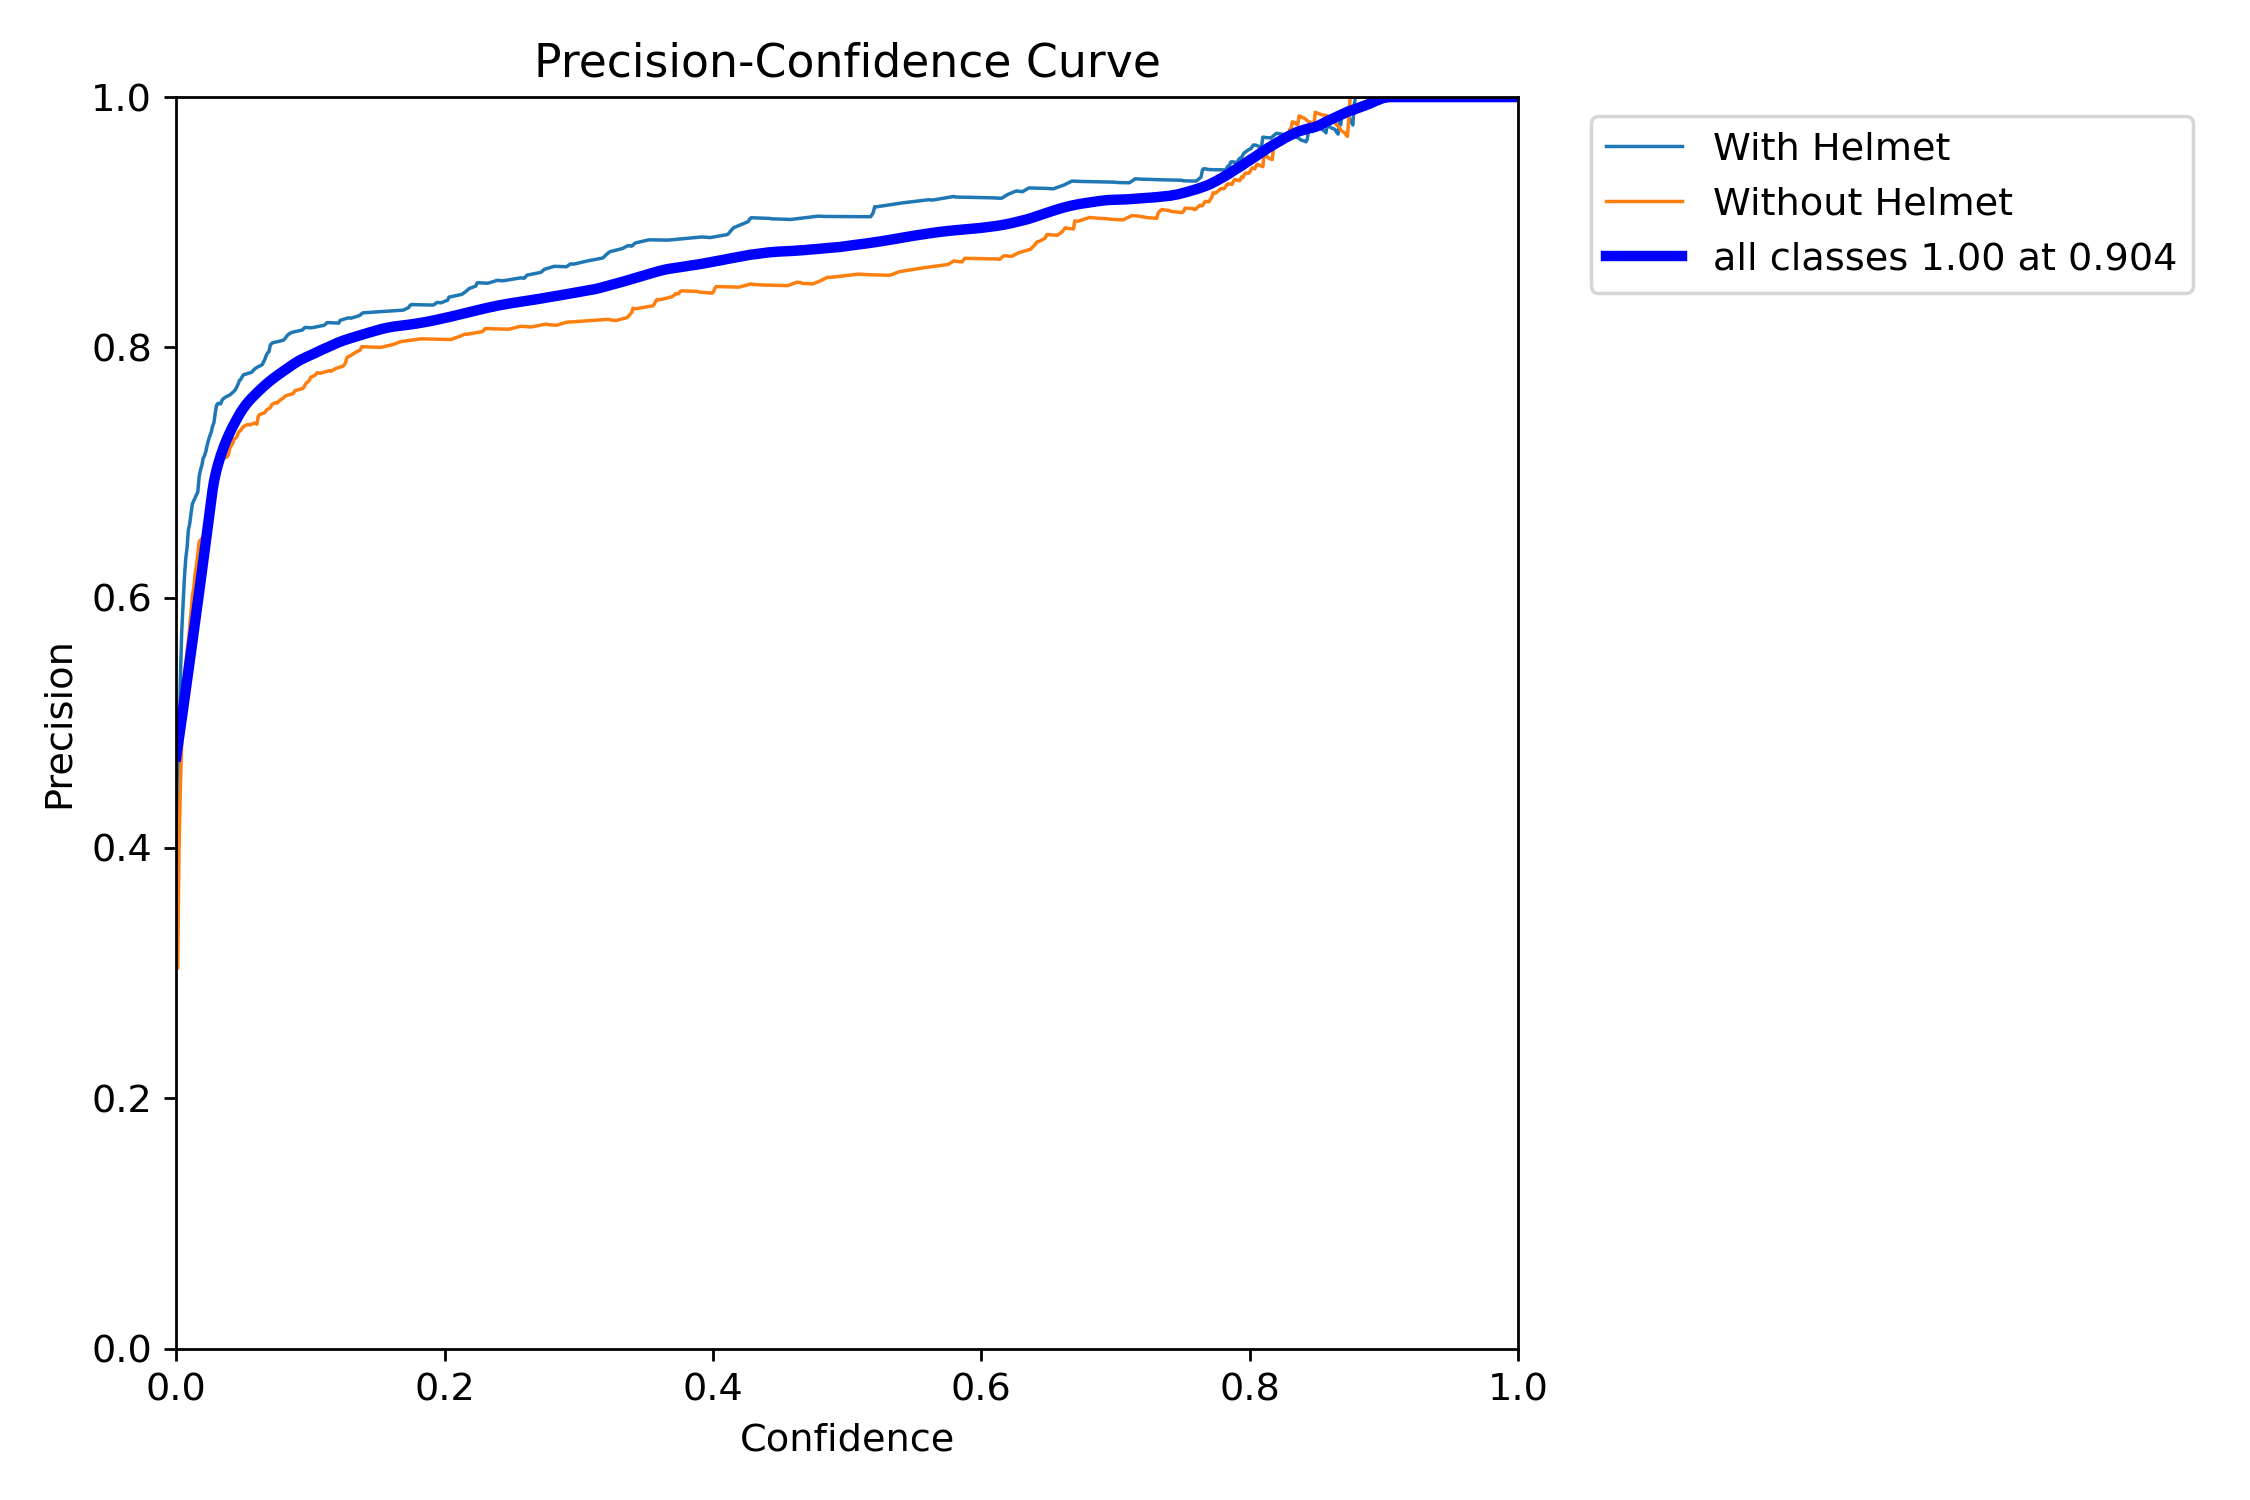 Precision-Confidence Curve
1.0
0.8
0.6
0.4
0.2
0.0
Precision
0.0 0.2 0.4 0.6 0.8 1.0
Confidence
With Helmet
Without Helmet
all classes 1.00 at 0.904